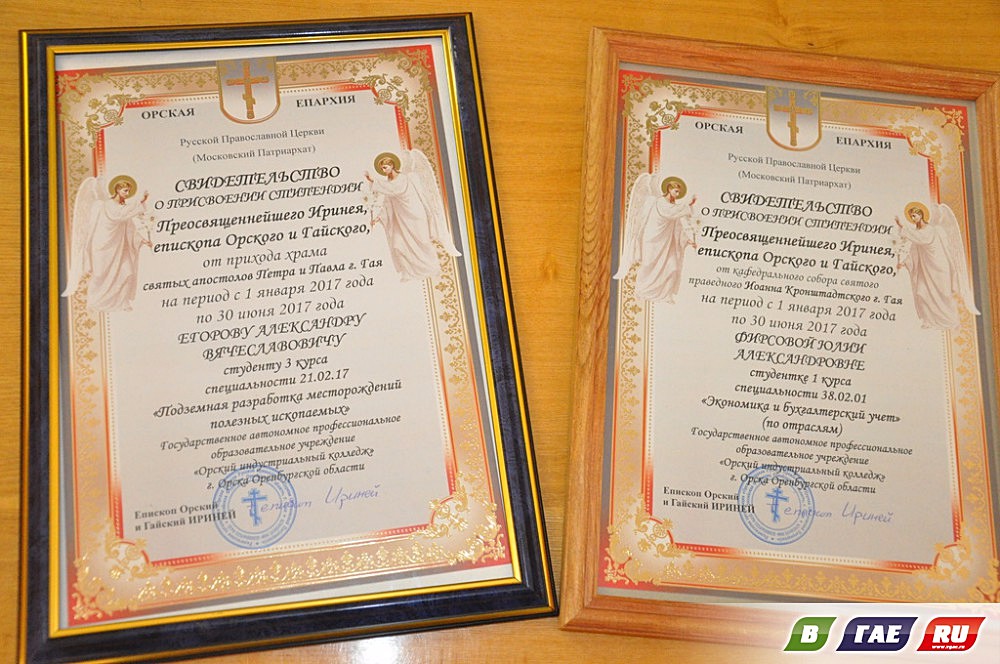 ОРСКАЯ ЕПАРХИЯ
Русской Православной Церкви
(Московский Патриархат)
СВИДЕТЕЛЬСТВО
О ПРИСВОЕНИИ СТИПЕНДИИ
Преосвященнейшего Иринея,
епископа Орского и Гайского,
от прихода храма
святых апостолов Петра и Павла г. Гая
на период с 1 января 2017 года
по 30 июня 2017 года
ЕГОРОВУ АЛЕКСАНДРУ
ВЯЧЕСЛАВОВИЧУ
студенту 3 курса
специальности 21.02.17
«Подземная разработка месторождений
полезных ископаемых»
Государственное автономное профессиональное
образовательное учреждение
«Орский индустриальный колледж»
г. Орска Оренбургской области
Епископ Орский
и Гайский ИРИНЕЙ
епископ Ириней
ОРСКАЯ ЕПАРХИЯ
Русской Православной Церкви
(Московский Патриархат)
СВИДЕТЕЛЬСТВО
О ПРИСВОЕНИИ СТИПЕНДИИ
Преосвященнейшего Иринея,
епископа Орского и Гайского,
от кафедрального собора святого
праведного Иоанна Кронштадтского г. Гая
на период с 1 января 2017 года
по 30 июня 2017 года
ФИРСОВОЙ ЮЛИИ
АЛЕКСАНДРОВНЕ
студентке 1 курса
специальности 38.02.01
«Экономика и бухгалтерский учет»
(по отраслям)
Государственное автономное профессиональное
образовательное учреждение
«Орский индустриальный колледж»
г. Орска Оренбургской области
Епископ Орский
и Гайский ИРИНЕЙ
епископ Ириней
В ГАЕ RU
www.vgae.ru